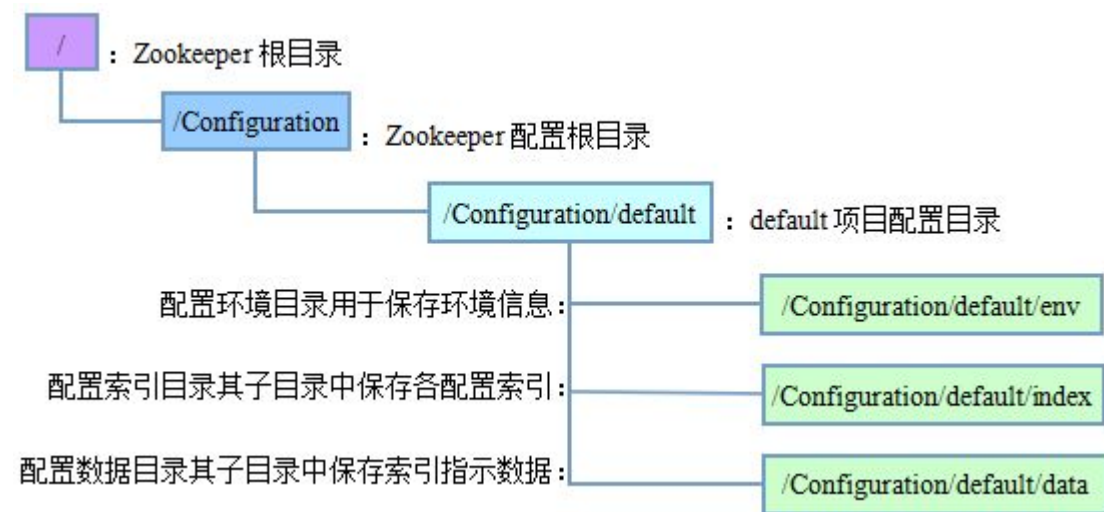 / ：Zookeeper 根目录
/Configuration ：Zookeeper 配置根目录
/Configuration/default ：default 项目配置目录
配置环境目录用于保存环境信息： /Configuration/default/env
配置索引目录其子目录中保存各配置索引： /Configuration/default/index
配置数据目录其子目录中保存索引指示数据： /Configuration/default/data